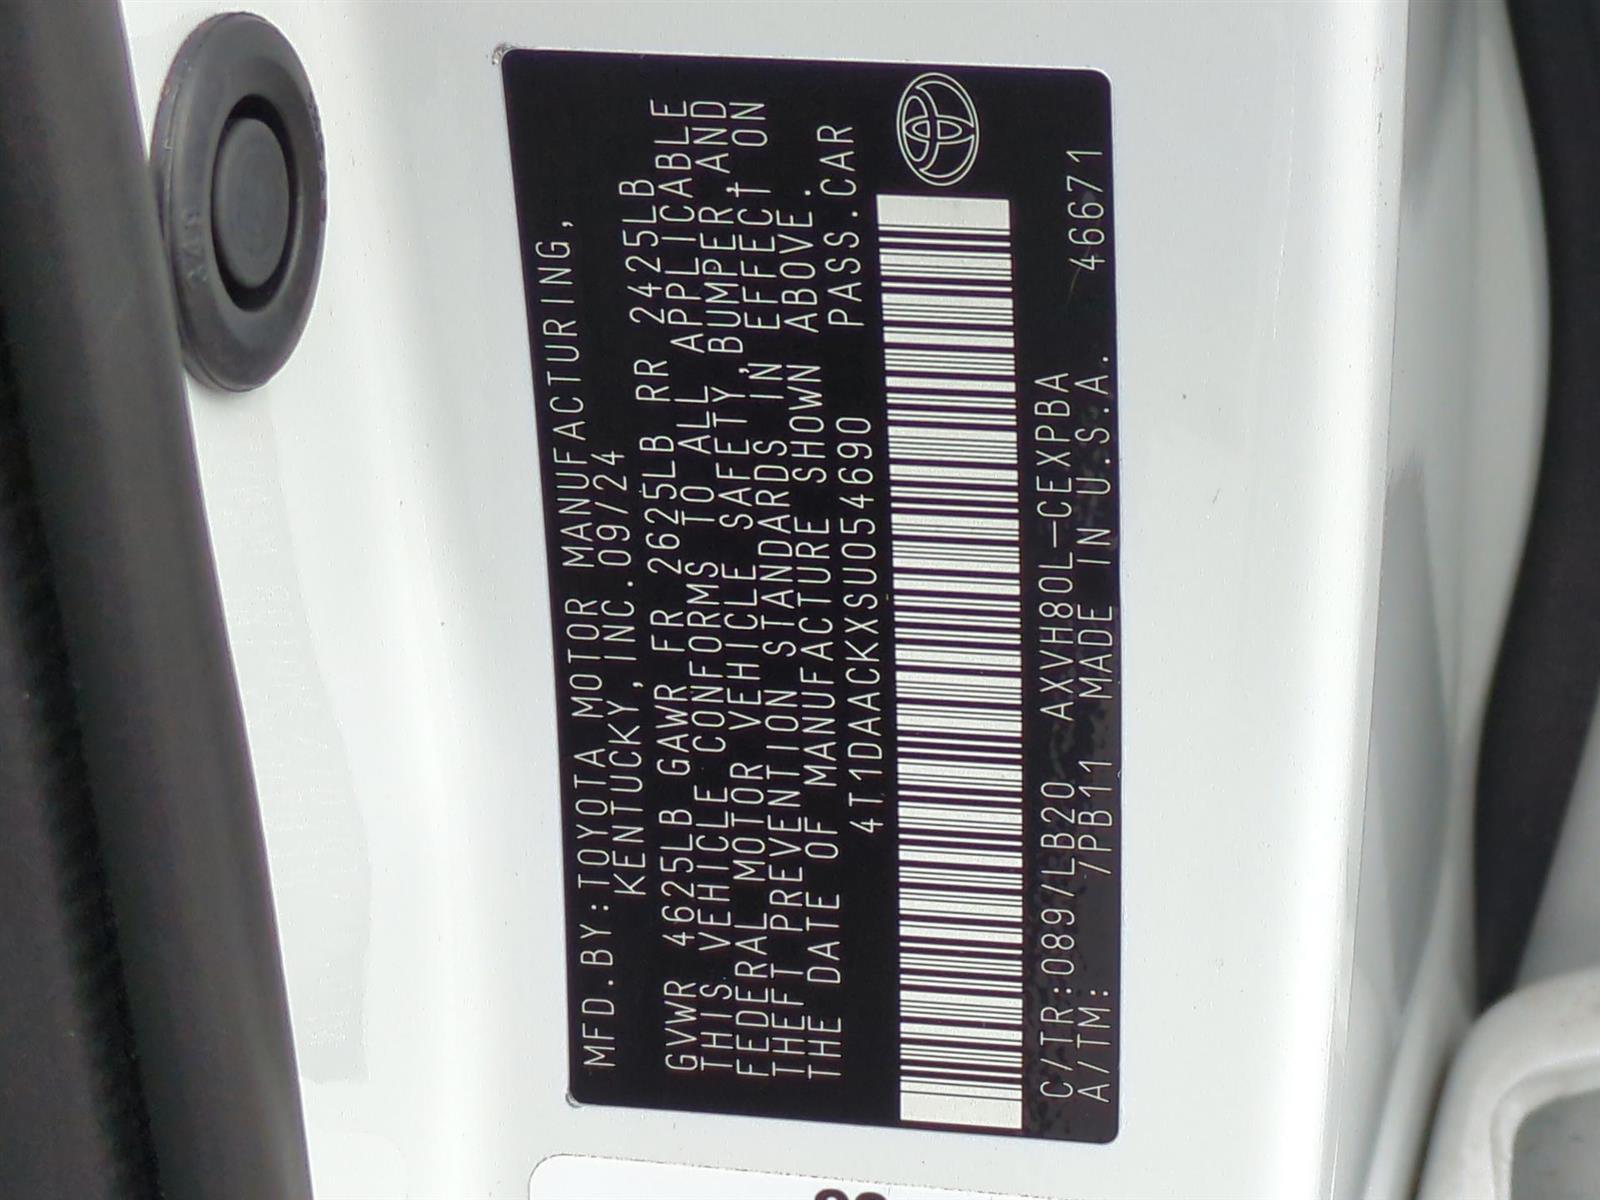 MFD.BY:TOYOTA MOTOR MANUFACTURING,
KENTUCKY,INC.09/24
GVWR 4625LB GAWR FR 2625LB RR 2425LB
THIS VEHICLE CONFORMS TO ALL APPLICABLE
FEDERAL MOTOR VEHICLE SAFETY,BUMPER,AND
THEFT PREVENTION STANDARDS IN EFFECT ON
THE DATE OF MANUFACTURE SHOWN ABOVE.
4T1DAACKXSU054690 PASS.CAR
C/TR:089/LB20 AXVH80L-CEXPBA 46671
A/TM: /PB11 MADE IN U.S.A.